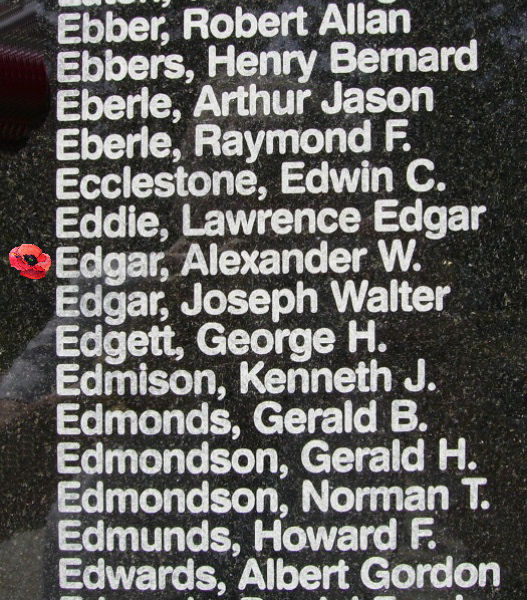 Ebber, Robert Allan
Ebbers, Henry Bernard
Eberle, Arthur Jason
Eberle, Raymond F.
Ecclestone, Edwin C.
Eddie, Lawrence Edgar
Edgar, Alexander W.
Edgar, Joseph Walter
Edgett, George H.
Edmison, Kenneth J.
Edmonds, Gerald B.
Edmondson, Gerald H.
Edmondson, Norman T.
Edmunds, Howard F.
Edwards, Albert Gordon